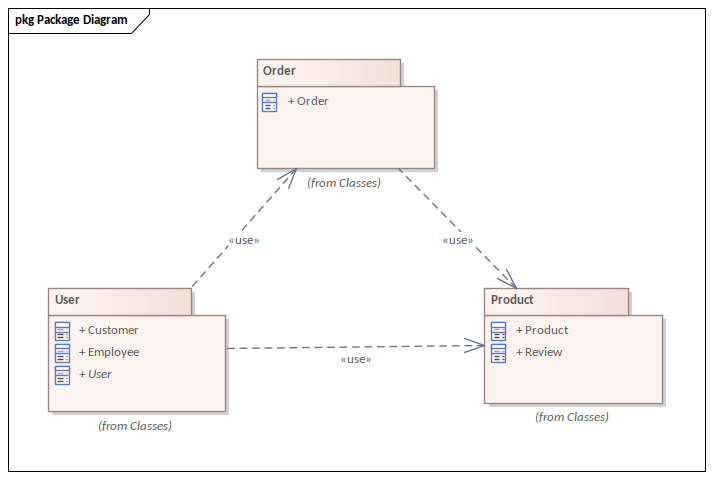 pkg Package Diagram
Order
+ Order
(from Classes)
«use»
«use»
User
+ Customer
+ Employee
+ User
(from Classes)
«use»
Product
+ Product
+ Review
(from Classes)